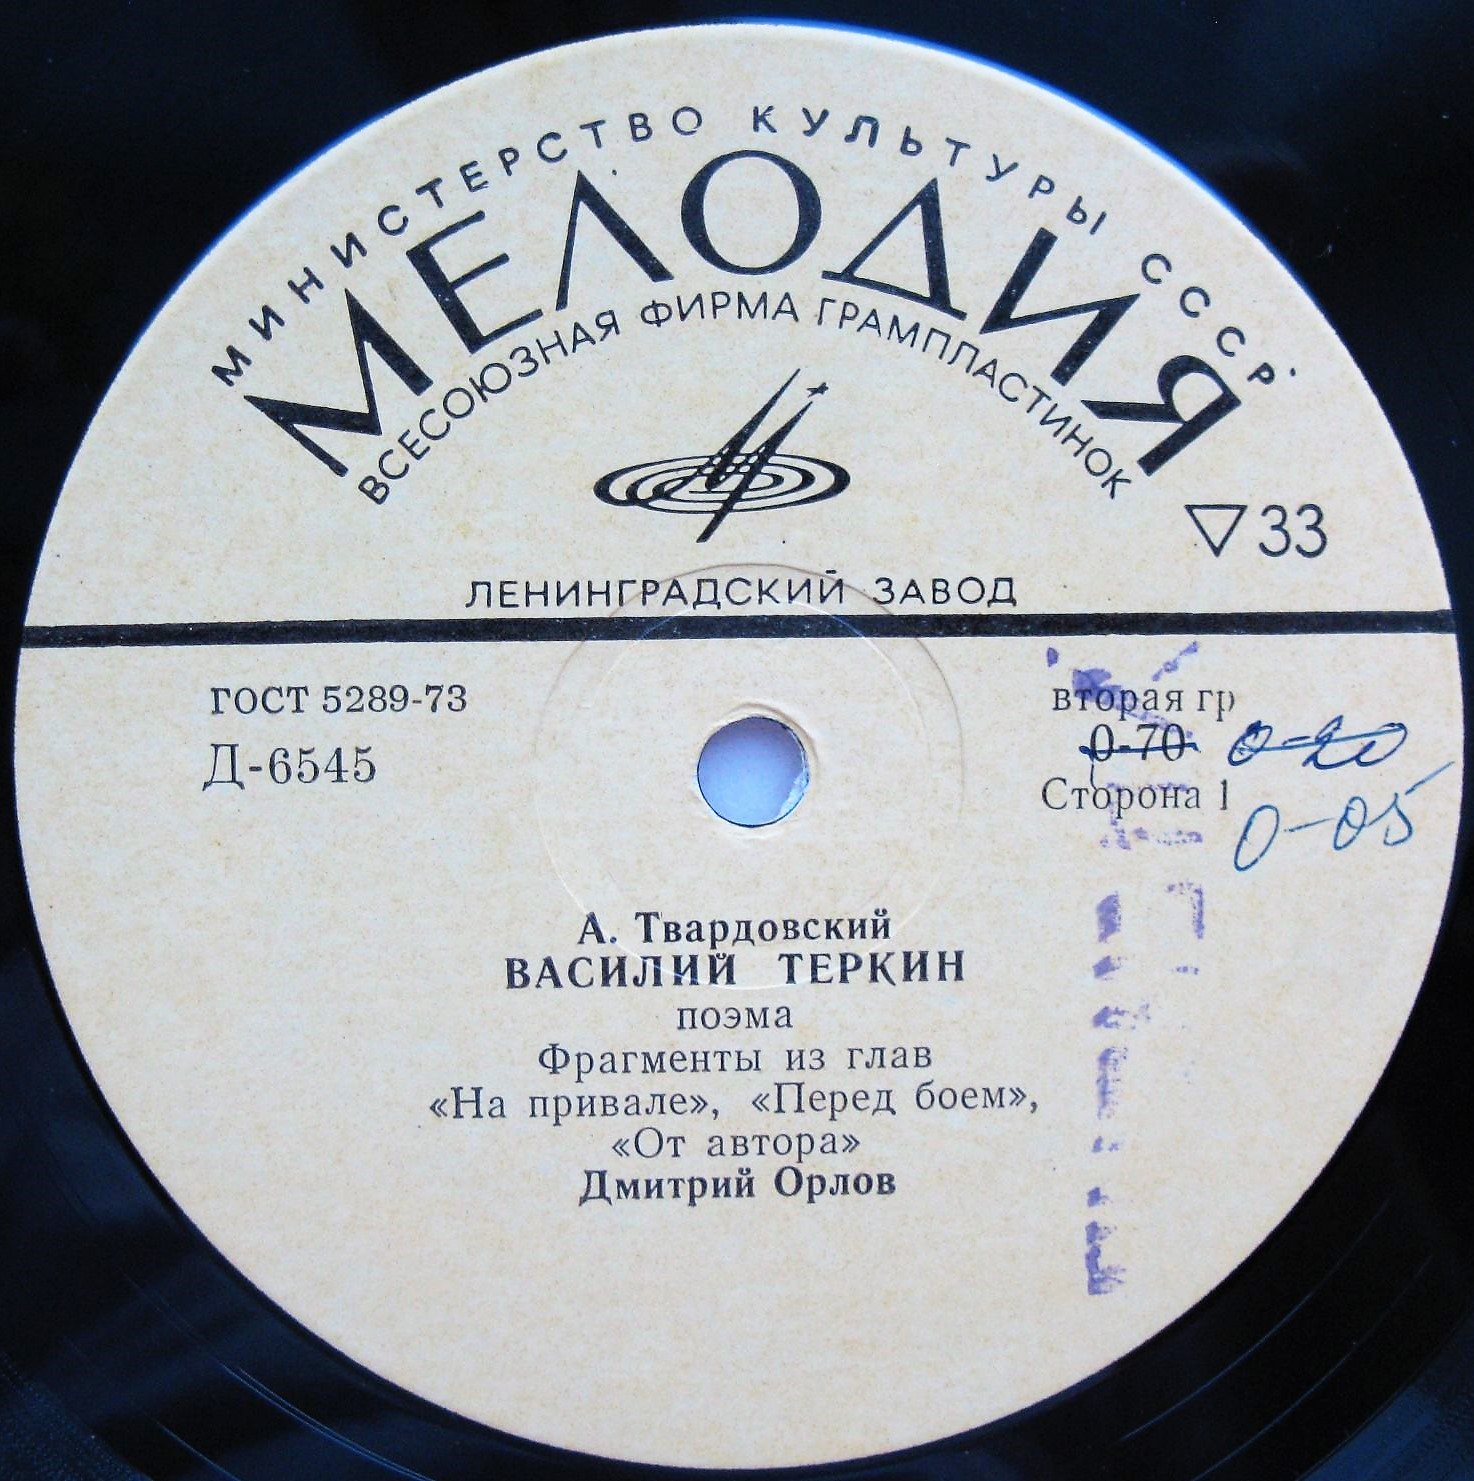 МИНИСТЕРСТВО КУЛЬТУРЫ СССР
МЕЛОДИЯ
ВСЕСОЮЗНАЯ ФИРМА ГРАМПЛАСТИНОК
▽33
ЛЕНИНГРАДСКИЙ ЗАВОД
ГОСТ 5289-73
Д-6545
вторая гр
0-70 0-20
Сторона 1
0-05
А. Твардовский
ВАСИЛИЙ ТЕРКИН
поэма
Фрагменты из глав
«На привале», «Перед боем»,
«От автора»
Дмитрий Орлов